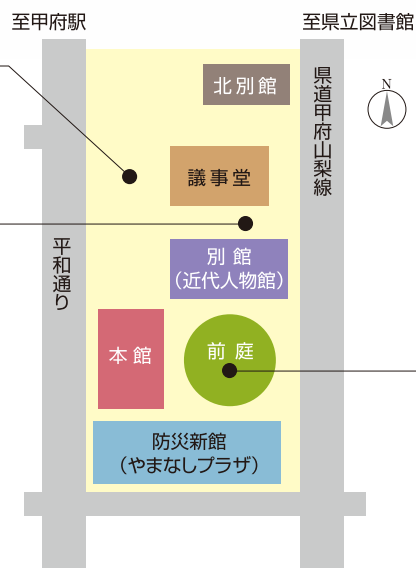 至甲府駅
至県立図書館
北別館
N
県道甲府山梨線
議事堂
平和通り
別館
(近代人物館)
本館
前庭
防災新館
(やまなしプラザ)